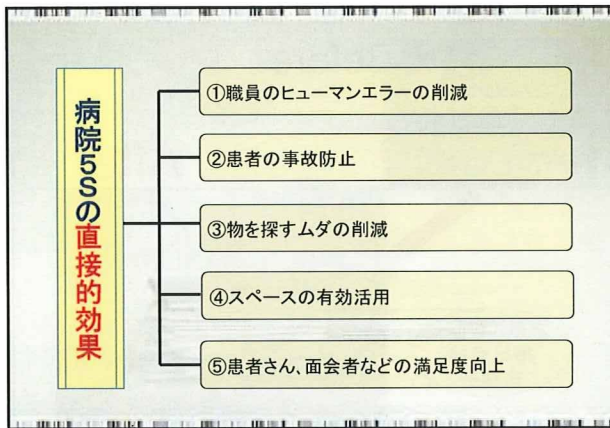 病院5Sの直接的効果
①職員のヒューマンエラーの削減
②患者の事故防止
③物を探すムダの削減
④スペースの有効活用
⑤患者さん、面会者などの満足度向上